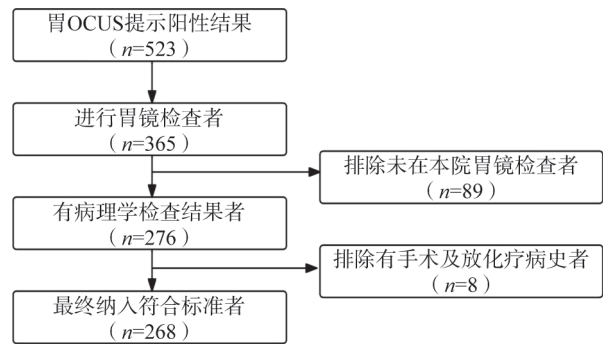 胃OCUS提示阳性结果
（n=523）
进行胃镜检查者
（n=365）
排除未在本院胃镜检查者
（n=89）
有病理学检查结果者
（n=276）
排除有手术及放化疗病史者
（n=8）
最终纳入符合标准者
（n=268）